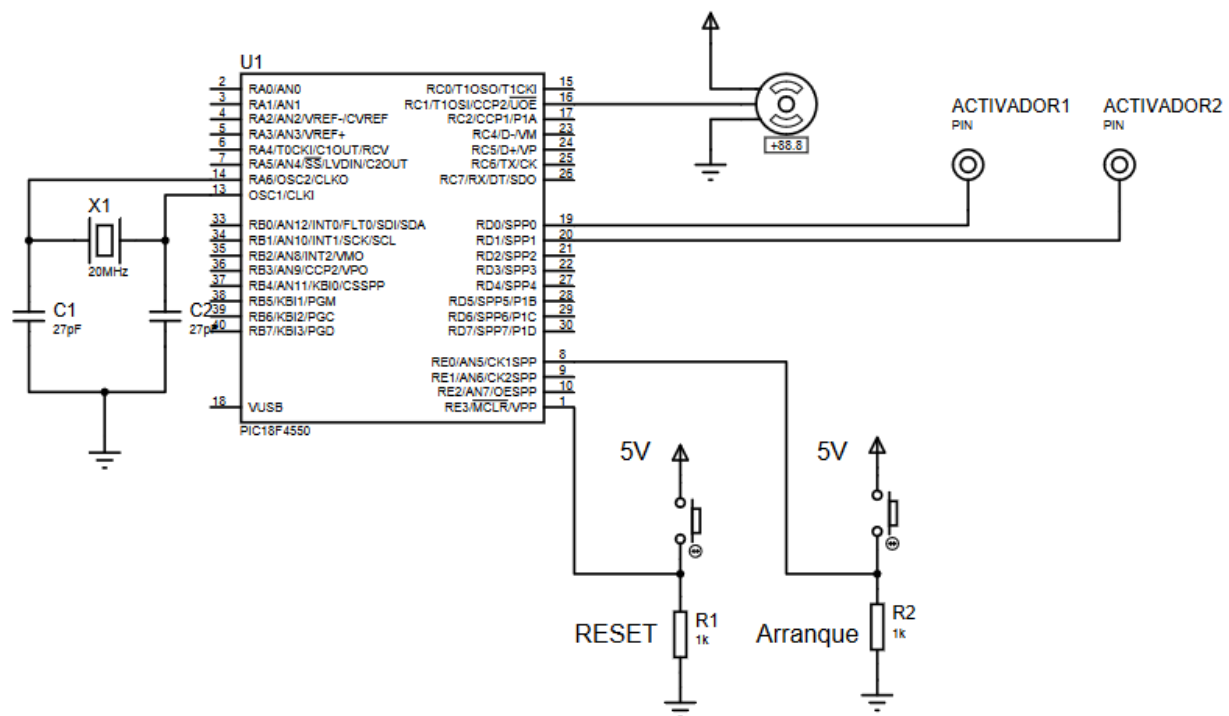 U1
2 RA0/AN0
3 RA1/AN1
4 RA2/AN2/VREF-/CVREF
5 RA3/AN3/VREF+
6 RA4/T0CKI/C1OUT/RCV
7 RA5/AN4/SS/LVDIN/C2OUT
14 RA6/OSC2/CLKO
13 OSC1/CLKI
33 RB0/AN12/INT0/FLT0/SDI/SDA
34 RB1/AN10/INT1/SCK/SCL
35 RB2/AN8/INT2/VMO
36 RB3/AN9/CCP2/VPO
37 RB4/AN11/KBI0/CSSPP
38 RB5/KBI1/PGM
39 RB6/KBI2/PGC
40 RB7/KBI3/PGD
18 VUSB
RC0/T1OSO/T1CKI 15
RC1/T1OSI/CCP2/UOE 16
RC2/CCP1/P1A 17
RC4/D-/VM 23
RC5/D+/VP 24
RC6/TX/CK 25
RC7/RX/DT/SDO 26
RD0/SPP0 19
RD1/SPP1 20
RD2/SPP2 21
RD3/SPP3 22
RD4/SPP4 27
RD5/SPP5/P1B 28
RD6/SPP6/P1C 29
RD7/SPP7/P1D 30
RE0/AN5/CK1SPP 8
RE1/AN6/CK2SPP 9
RE2/AN7/OESPP 10
RE3/MCLR/VPP 1
PIC18F4550
X1
20MHz
C1
27pF
C2
27pF
+88.8
ACTIVADOR1
PIN
ACTIVADOR2
PIN
5V
5V
RESET
R1
1k
Arranque
R2
1k